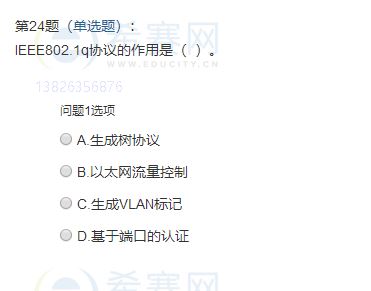 第24题（单选题）：
IEEE802.1q协议的作用是（ ）。
希赛网
WWW.EDUCITY.CN
13826356876
问题1选项
A.生成树协议
B.以太网流量控制
C.生成VLAN标记
D.基于端口的认证
希赛网